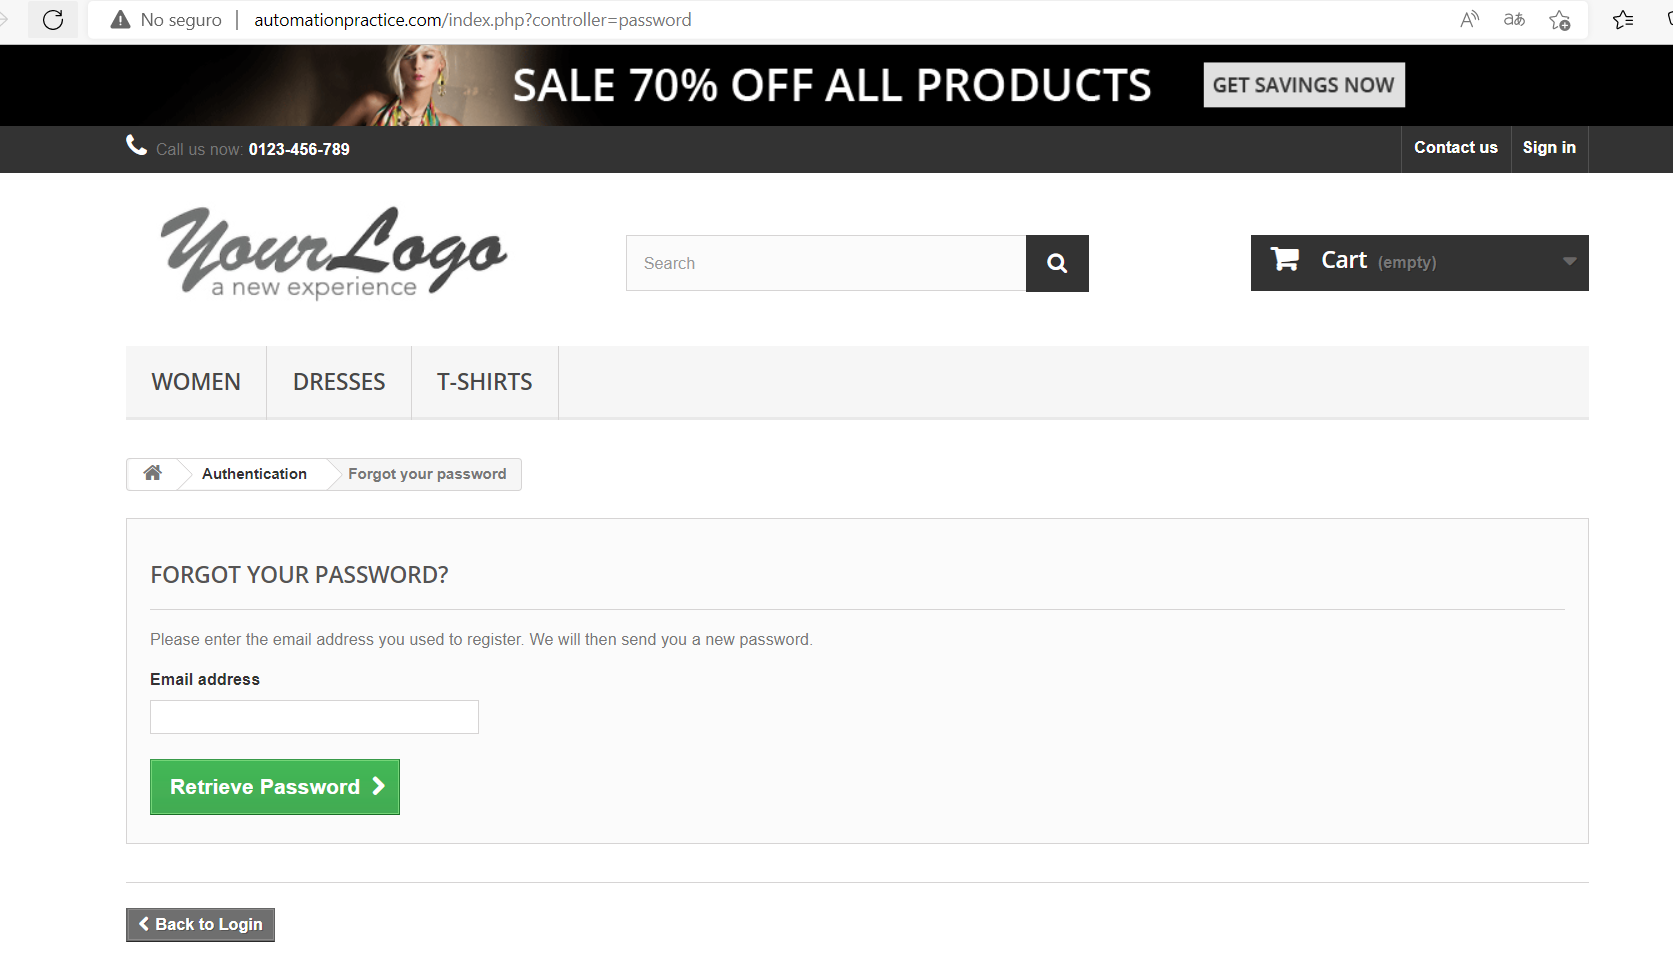 No seguro | automationpractice.com/index.php?controller=password
SALE 70% OFF ALL PRODUCTS GET SAVINGS NOW
Call us now: 0123-456-789 Contact us Sign in
YourLogo
a new experience
Search
Cart (empty)
WOMEN DRESSES T-SHIRTS
Authentication Forgot your password
FORGOT YOUR PASSWORD?
Please enter the email address you used to register. We will then send you a new password.
Email address
Retrieve Password
Back to Login